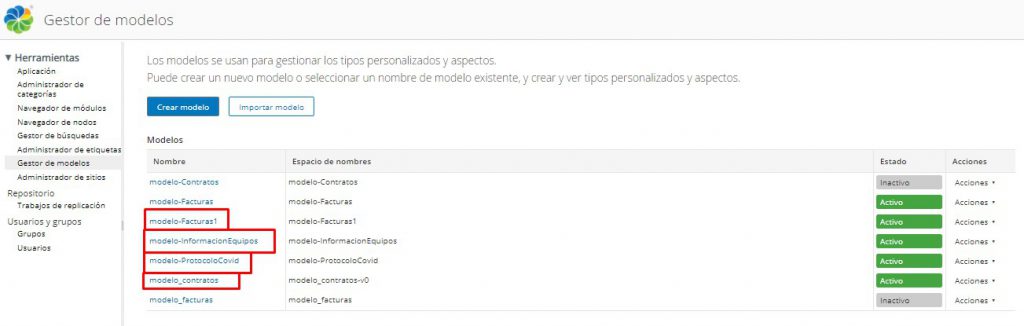 Gestor de modelos
Herramientas
Aplicación
Administrador de
categorías
Navegador de módulos
Navegador de nodos
Gestor de búsquedas
Administrador de etiquetas
Gestor de modelos
Administrador de sitios
Repositorio
Trabajos de replicación
Usuarios y grupos
Grupos
Usuarios
Los modelos se usan para gestionar los tipos personalizados y aspectos.
Puede crear un nuevo modelo o seleccionar un nombre de modelo existente, y crear y ver tipos personalizados y aspectos.
Crear modelo Importar modelo
Modelos
Nombre Espacio de nombres Estado Acciones
modelo-Contratos modelo-Contratos Inactivo Acciones
modelo-Facturas modelo-Facturas Activo Acciones
modelo-Facturas1 modelo-Facturas1 Activo Acciones
modelo-InformacionEquipos modelo-InformacionEquipos Activo Acciones
modelo-ProtocoloCovid modelo-ProtocoloCovid Activo Acciones
modelo_contratos modelo_contratos-v0 Activo Acciones
modelo_facturas modelo_facturas Inactivo Acciones